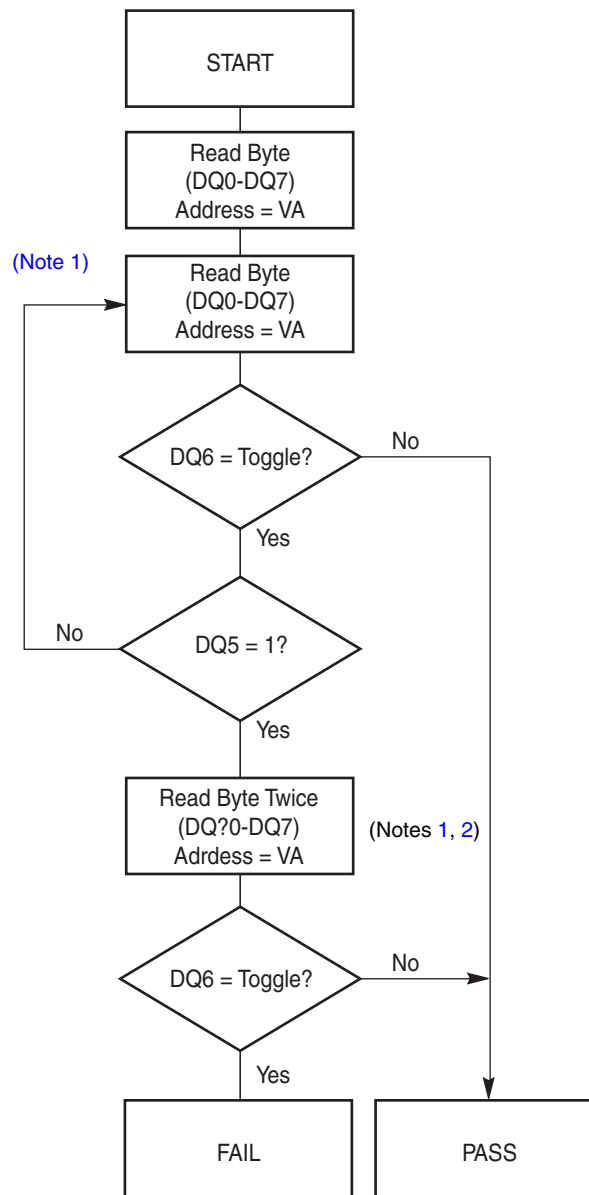 START
Read Byte
(DQ0-DQ7)
Address = VA
(Note 1)
Read Byte
(DQ0-DQ7)
Address = VA
DQ6 = Toggle?
No
Yes
No
DQ5 = 1?
Yes
Read Byte Twice
(DQ?0-DQ7)
Adrdess = VA
(Notes 1, 2)
DQ6 = Toggle?
No
Yes
FAIL
PASS